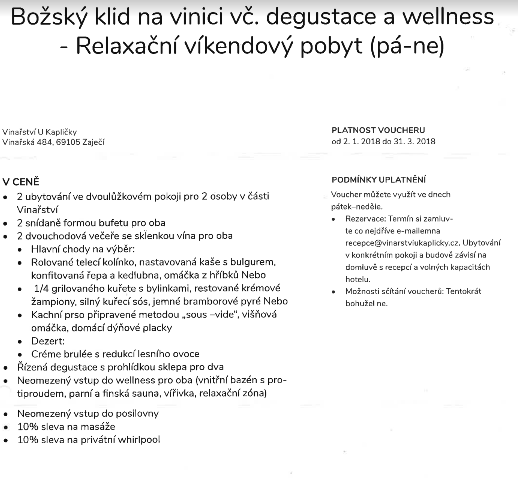 Božský klid na vinici vč. degustace a wellness
- Relaxační víkendový pobyt (pá-ne)
Vinařství U Kapličky
Vinařská 484, 69105 Zaječí
V CENĚ
• 2 ubytování ve dvoulůžkovém pokoji pro 2 osoby v části
Vinařství
• 2 snídaně formou bufetu pro oba
• 2 dvouchodová večeře se sklenkou vína pro oba
• Hlavní chody na výběr:
• Rolované telecí kolínko, nastavovaná kaše s bulgurem,
konfitovaná řepa a kedlubna, omáčka z hříbků Nebo
• 1/4 grilovaného kuřete s bylinkami, restované krémové
žampiony, silný kuřecí sós, jemné bramborové pyré Nebo
• Kachní prso připravené metodou „sous –vide", višňová
omáčka, domácí dýňové placky
• Dezert:
• Créme brulée s redukcí lesního ovoce
• Řízená degustace s prohlídkou sklepa pro dva
• Neomezený vstup do wellness pro oba (vnitřní bazén s pro-
tiproudem, parní a finská sauna, vířivka, relaxační zóna)
• Neomezený vstup do posilovny
• 10% sleva na masáže
• 10% sleva na privátní whirlpool
PLATNOST VOUCHERU
od 2. 1. 2018 do 31. 3. 2018
PODMÍNKY UPLATNĚNÍ
Voucher můžete využít ve dnech
pátek–neděle.
• Rezervace: Termín si zamluv-
te co nejdříve e-mailemna
recepce@vinarstviukaplicky.cz. Ubytování
v konkrétním pokoji a budově závisí na
domluvě s recepcí a volných kapacitách
hotelu.
• Možnosti sčítání voucherů: Tentokrát
bohužel ne.